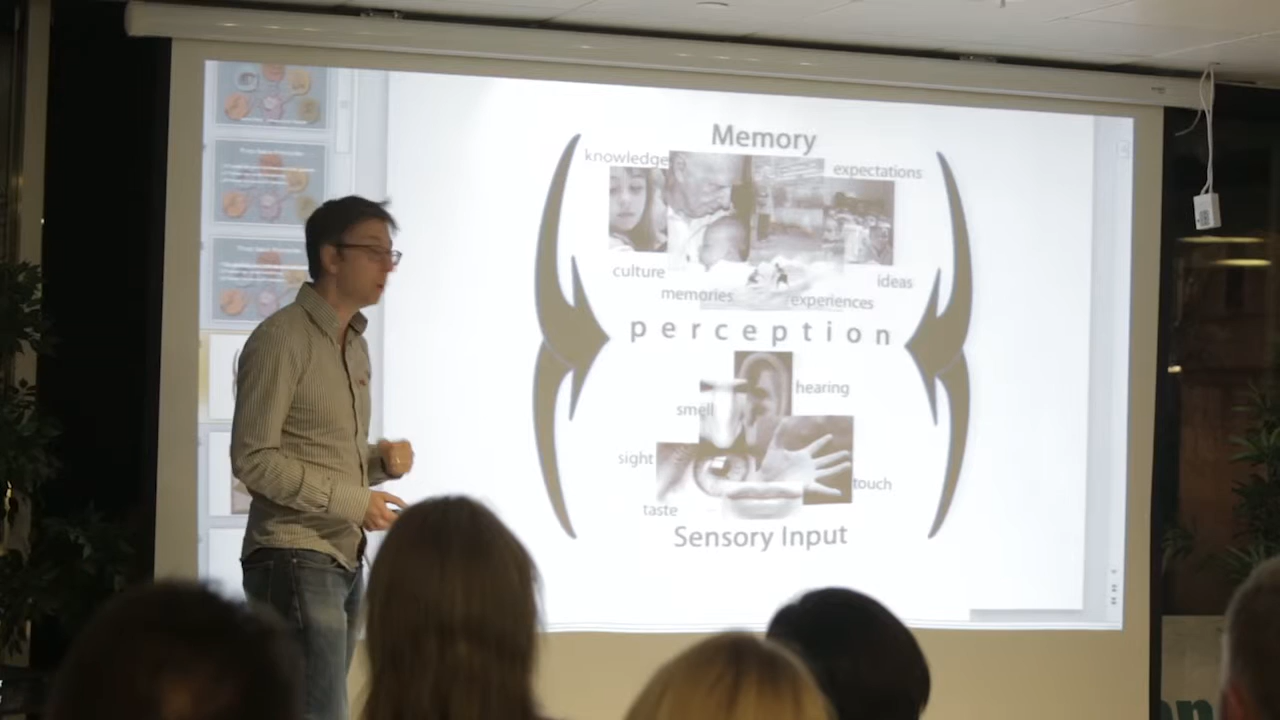 Memory
knowledge
expectations
culture
ideas
memories
experiences
perception
hearing
smell
sight
touch
taste
Sensory Input